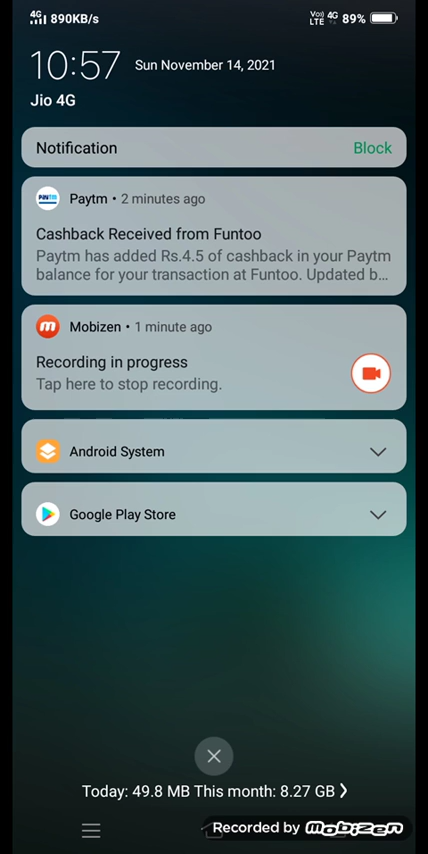 4G 890KB/s
Vo) LTE 4G 89%
10:57 Sun November 14, 2021
Jio 4G
Notification Block
Paytm
Paytm • 2 minutes ago
Cashback Received from Funtoo
Paytm has added Rs.4.5 of cashback in your Paytm
balance for your transaction at Funtoo. Updated b...
m
Mobizen • 1 minute ago
Recording in progress
Tap here to stop recording.
Android System
Google Play Store
Today: 49.8 MB This month: 8.27 GB
Recorded by Mobizen